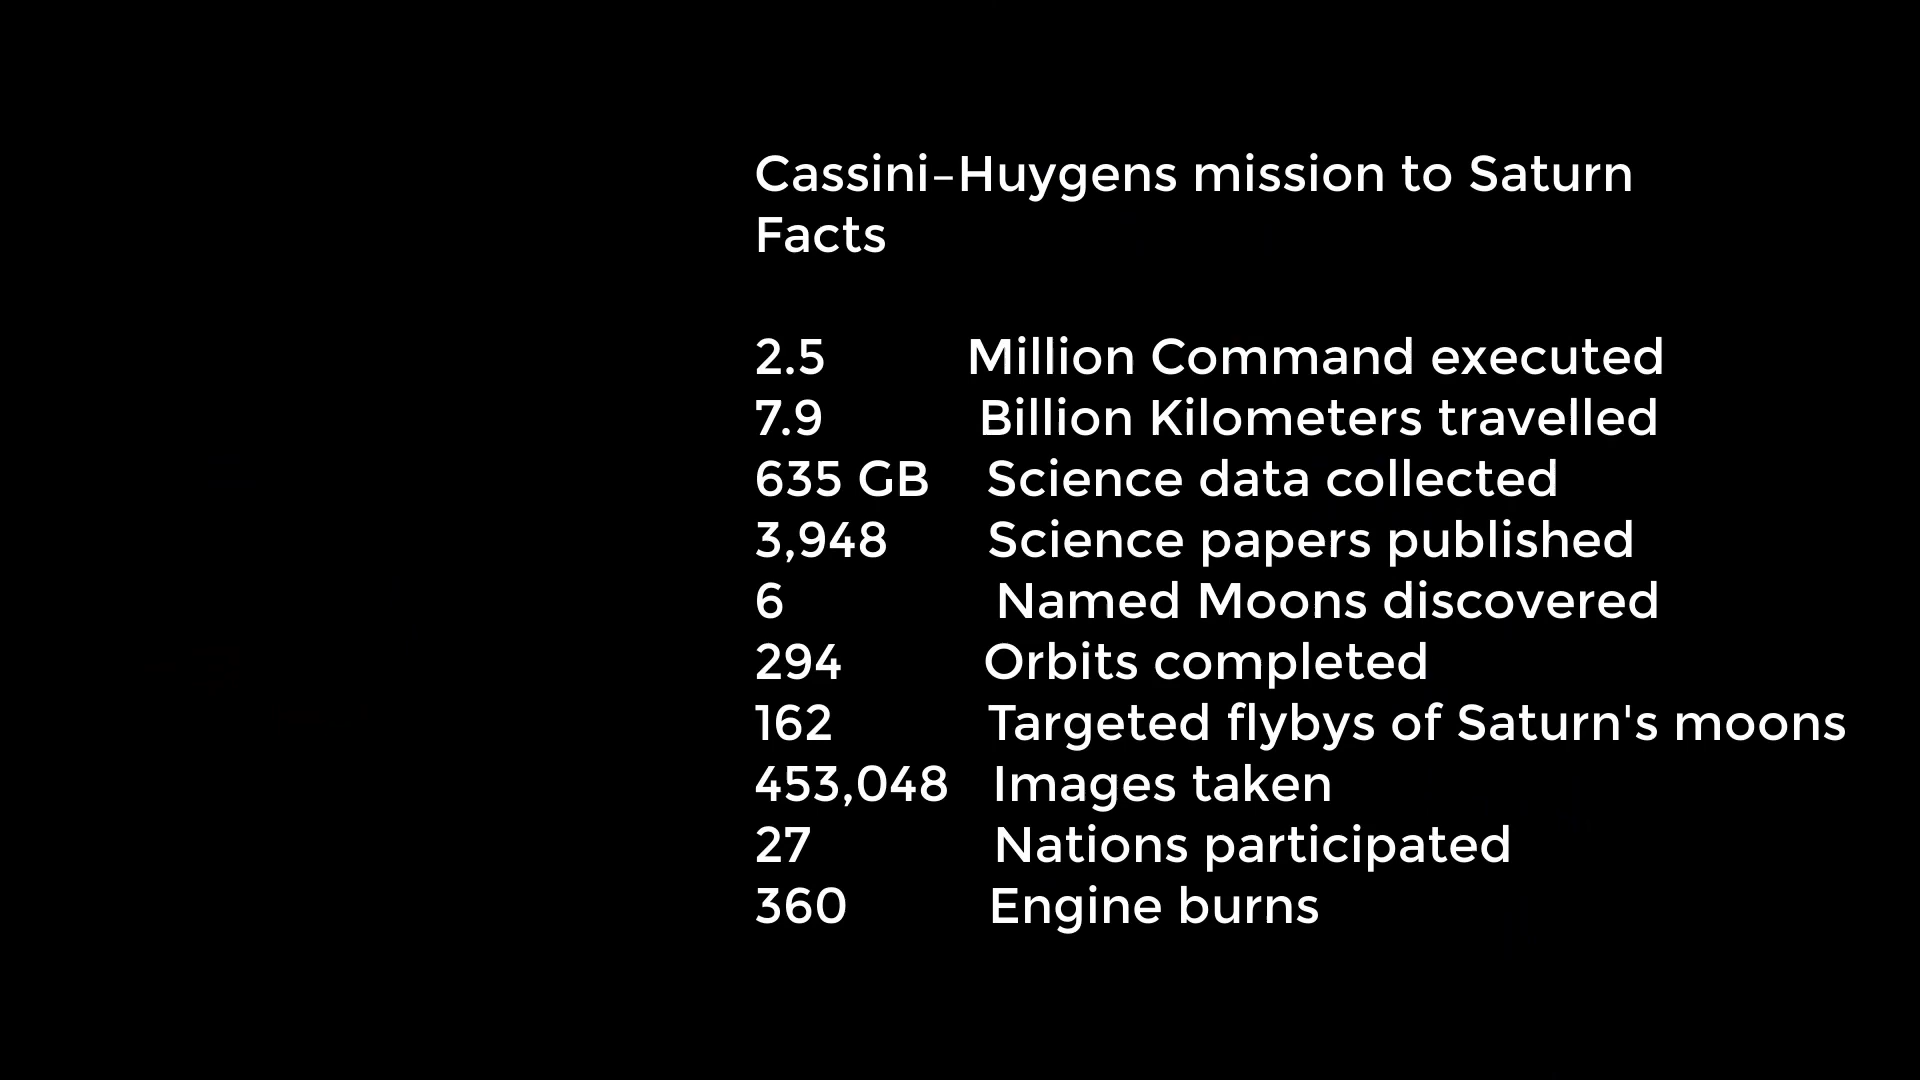 Cassini–Huygens mission to Saturn
Facts
2.5 Million Command executed
7.9 Billion Kilometers travelled
635 GB Science data collected
3,948 Science papers published
6 Named Moons discovered
294 Orbits completed
162 Targeted flybys of Saturn's moons
453,048 Images taken
27 Nations participated
360 Engine burns